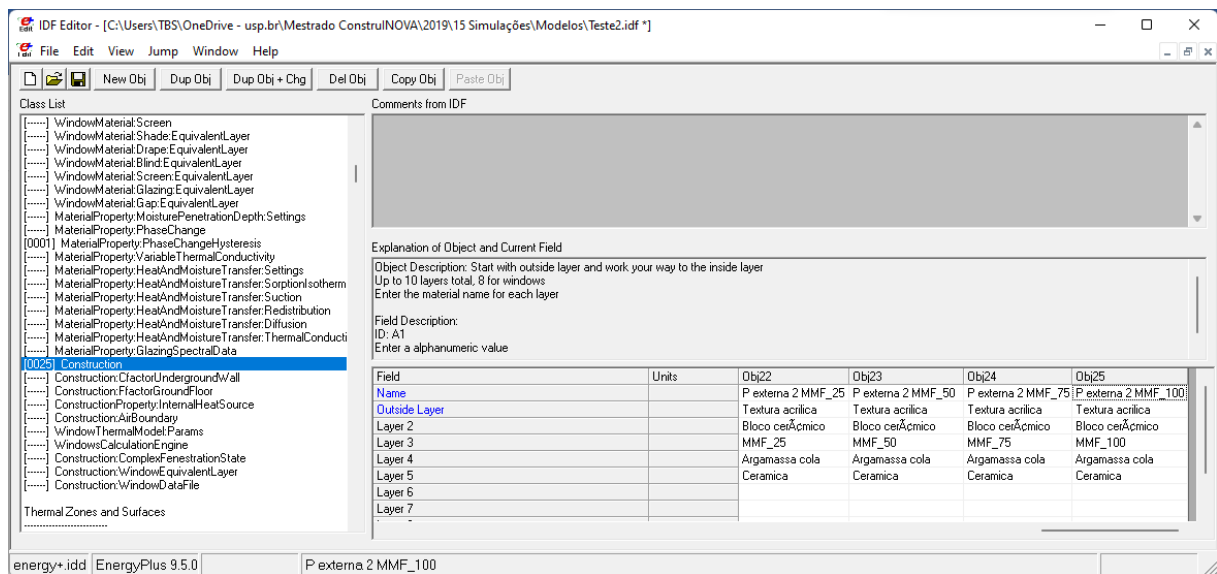 IDF Editor - [C:\Users\TBS\OneDrive - usp.br\Mestrado ConstruINOVA\2019\15 Simulações\Modelos\Teste2.idf *]
File Edit View Jump Window Help
New Obj Dup Obj Dup Obj + Chg Del Obj Copy Obj Paste Obj
Class List
[------] WindowMaterial:Screen
[------] WindowMaterial:Shade:EquivalentLayer
[------] WindowMaterial:Drape:EquivalentLayer
[------] WindowMaterial:Blind:EquivalentLayer
[------] WindowMaterial:Screen:EquivalentLayer
[------] WindowMaterial:Glazing:EquivalentLayer
[------] WindowMaterial:Gap:EquivalentLayer
[------] MaterialProperty:MoisturePenetrationDepth:Settings
[------] MaterialProperty:PhaseChange
[0001] MaterialProperty:PhaseChangeHysteresis
[------] MaterialProperty:VariableThermalConductivity
[------] MaterialProperty:HeatAndMoistureTransfer:Settings
[------] MaterialProperty:HeatAndMoistureTransfer:SorptionIsotherm
[------] MaterialProperty:HeatAndMoistureTransfer:Suction
[------] MaterialProperty:HeatAndMoistureTransfer:Redistribution
[------] MaterialProperty:HeatAndMoistureTransfer:Diffusion
[------] MaterialProperty:HeatAndMoistureTransfer:ThermalConducti
[------] MaterialProperty:GlazingSpectralData
[0025] Construction
[------] Construction:CfactorUndergroundWall
[------] Construction:FfactorGroundFloor
[------] ConstructionProperty:InternalHeatSource
[------] Construction:AirBoundary
[------] WindowThermalModel:Params
[------] WindowsCalculationEngine
[------] Construction:ComplexFenestrationState
[------] Construction:WindowEquivalentLayer
[------] Construction:WindowDataFile
Thermal Zones and Surfaces
--------------------------
Comments from IDF
Explanation of Object and Current Field
Object Description: Start with outside layer and work your way to the inside layer
Up to 10 layers total, 8 for windows
Enter the material name for each layer
Field Description:
ID: A1
Enter a alphanumeric value
Field Units Obj22 Obj23 Obj24 Obj25
Name P externa 2 MMF_25 P externa 2 MMF_50 P externa 2 MMF_75 P externa 2 MMF_100
Outside Layer Textura acrilica Textura acrilica Textura acrilica Textura acrilica
Layer 2 Bloco cerÃ¢mico Bloco cerÃ¢mico Bloco cerÃ¢mico Bloco cerÃ¢mico
Layer 3 MMF_25 MMF_50 MMF_75 MMF_100
Layer 4 Argamassa cola Argamassa cola Argamassa cola Argamassa cola
Layer 5 Ceramica Ceramica Ceramica Ceramica
Layer 6
Layer 7
energy+.idd EnergyPlus 9.5.0 P externa 2 MMF_100